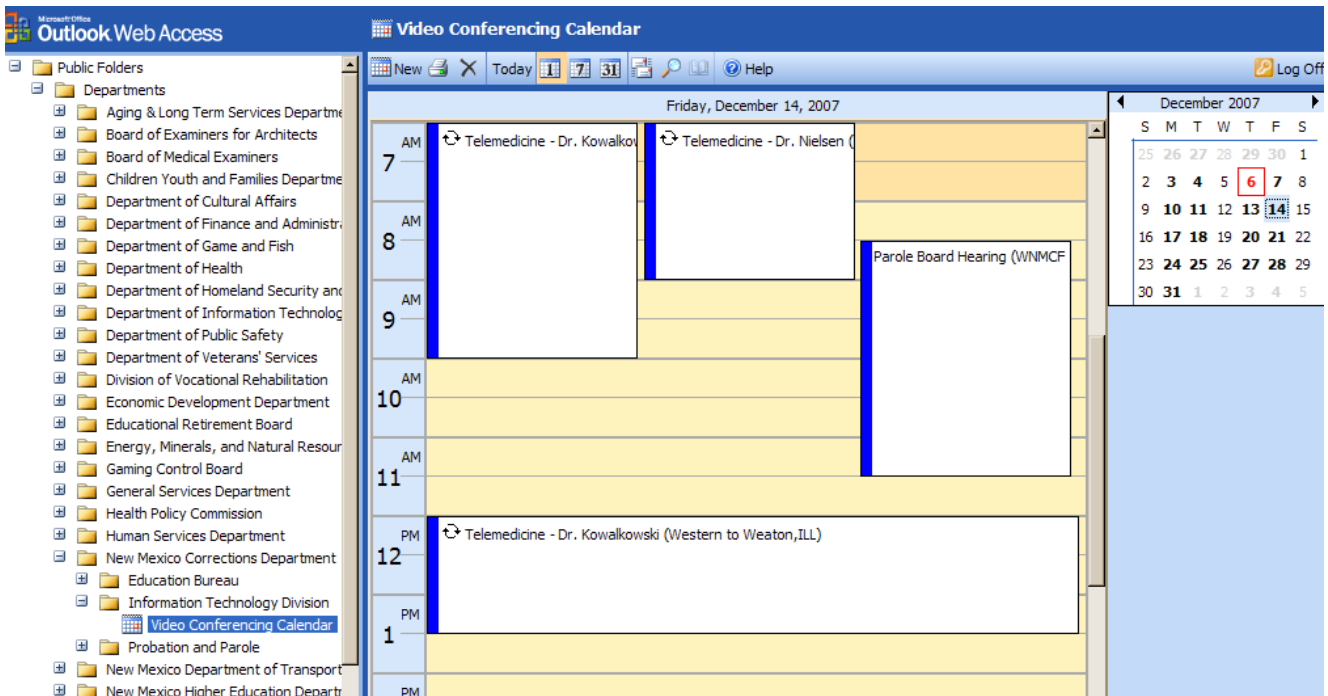 Microsoft Office
Outlook Web Access
Video Conferencing Calendar
New Today 1 7 31 Help Log Off
Public Folders
Departments
Aging & Long Term Services Departme
Board of Examiners for Architects
Board of Medical Examiners
Children Youth and Families Departme
Department of Cultural Affairs
Department of Finance and Administra
Department of Game and Fish
Department of Health
Department of Homeland Security and
Department of Information Technolog
Department of Public Safety
Department of Veterans' Services
Division of Vocational Rehabilitation
Economic Development Department
Educational Retirement Board
Energy, Minerals, and Natural Resour
Gaming Control Board
General Services Department
Health Policy Commission
Human Services Department
New Mexico Corrections Department
Education Bureau
Information Technology Division
Video Conferencing Calendar
Probation and Parole
New Mexico Department of Transport
New Mexico Higher Education Departr
Friday, December 14, 2007
AM
7
Telemedicine - Dr. Kowalkov
Telemedicine - Dr. Nielsen (
AM
8
Parole Board Hearing (WNMCF
AM
9
AM
10
AM
11
PM
12
Telemedicine - Dr. Kowalkowski (Western to Weaton,ILL)
PM
1
PM
December 2007
S M T W T F S
25 26 27 28 29 30 1
2 3 4 5 6 7 8
9 10 11 12 13 14 15
16 17 18 19 20 21 22
23 24 25 26 27 28 29
30 31 1 2 3 4 5